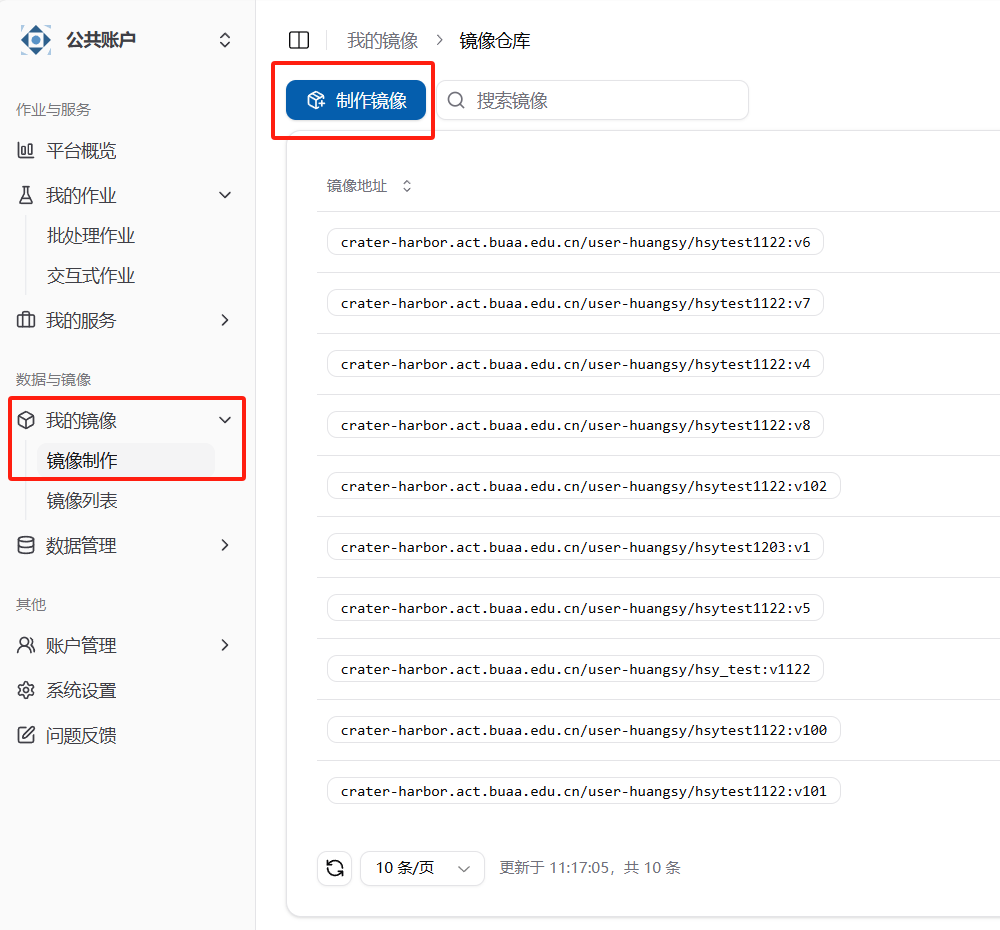 公共账户
作业与服务
平台概览
我的作业
批处理作业
交互式作业
我的服务
数据与镜像
我的镜像
镜像制作
镜像列表
数据管理
其他
账户管理
系统设置
问题反馈
我的镜像 > 镜像仓库
制作镜像
搜索镜像
镜像地址
crater-harbor.act.buaa.edu.cn/user-huangsy/hsytest1122:v6
crater-harbor.act.buaa.edu.cn/user-huangsy/hsytest1122:v7
crater-harbor.act.buaa.edu.cn/user-huangsy/hsytest1122:v4
crater-harbor.act.buaa.edu.cn/user-huangsy/hsytest1122:v8
crater-harbor.act.buaa.edu.cn/user-huangsy/hsytest1122:v102
crater-harbor.act.buaa.edu.cn/user-huangsy/hsytest1203:v1
crater-harbor.act.buaa.edu.cn/user-huangsy/hsytest1122:v5
crater-harbor.act.buaa.edu.cn/user-huangsy/hsy_test:v1122
crater-harbor.act.buaa.edu.cn/user-huangsy/hsytest1122:v100
crater-harbor.act.buaa.edu.cn/user-huangsy/hsytest1122:v101
10 条/页
更新于 11:17:05，共 10 条